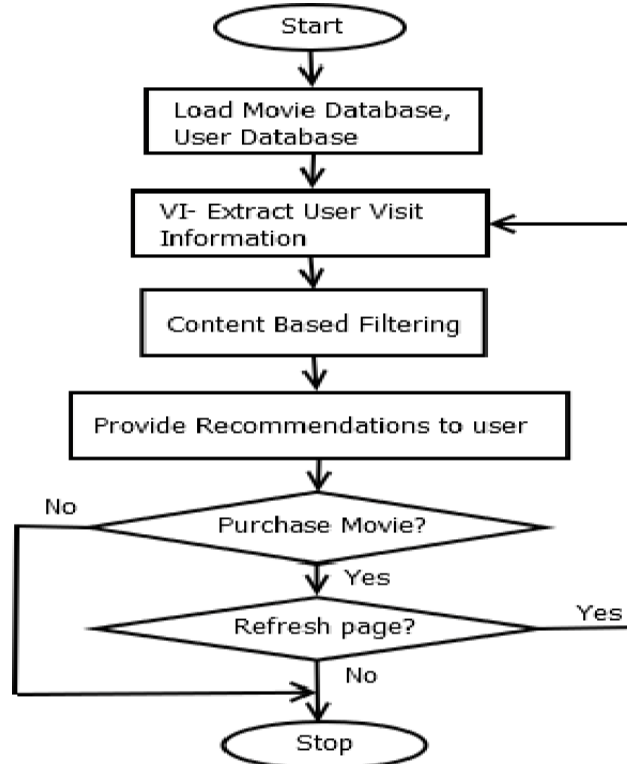 Start
Load Movie Database,
User Database
VI- Extract User Visit
Information
Content Based Filtering
Provide Recommendations to user
No
Purchase Movie?
Yes
Refresh page?
Yes
No
Stop